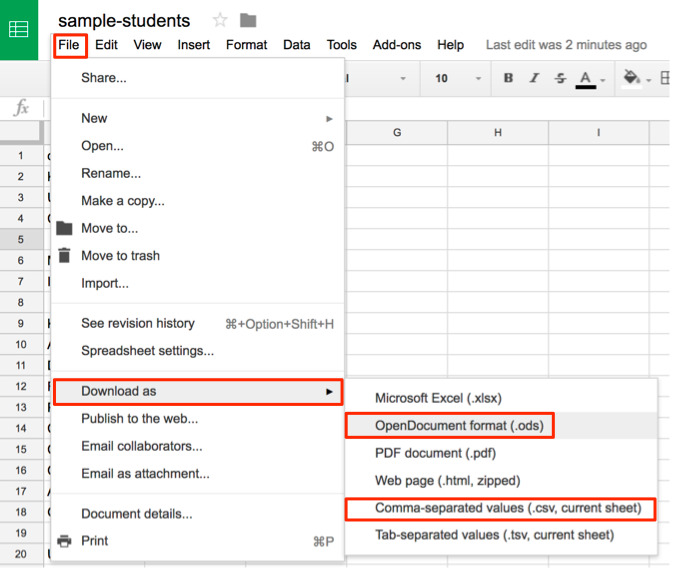 sample-students
File Edit View Insert Format Data Tools Add-ons Help Last edit was 2 minutes ago
Share...
10 B I S A
fx
New
G H I
Open... ⌘O
Rename...
Make a copy...
Move to...
Move to trash
Import...
See revision history ⌘+Option+Shift+H
Spreadsheet settings...
Download as
Publish to the web...
Email collaborators...
Email as attachment...
Document details...
Print ⌘P
Microsoft Excel (.xlsx)
OpenDocument format (.ods)
PDF document (.pdf)
Web page (.html, zipped)
Comma-separated values (.csv, current sheet)
Tab-separated values (.tsv, current sheet)
1
2
3
4
5
6
7
8
9
10
11
12
13
14
15
16
17
18
19
20